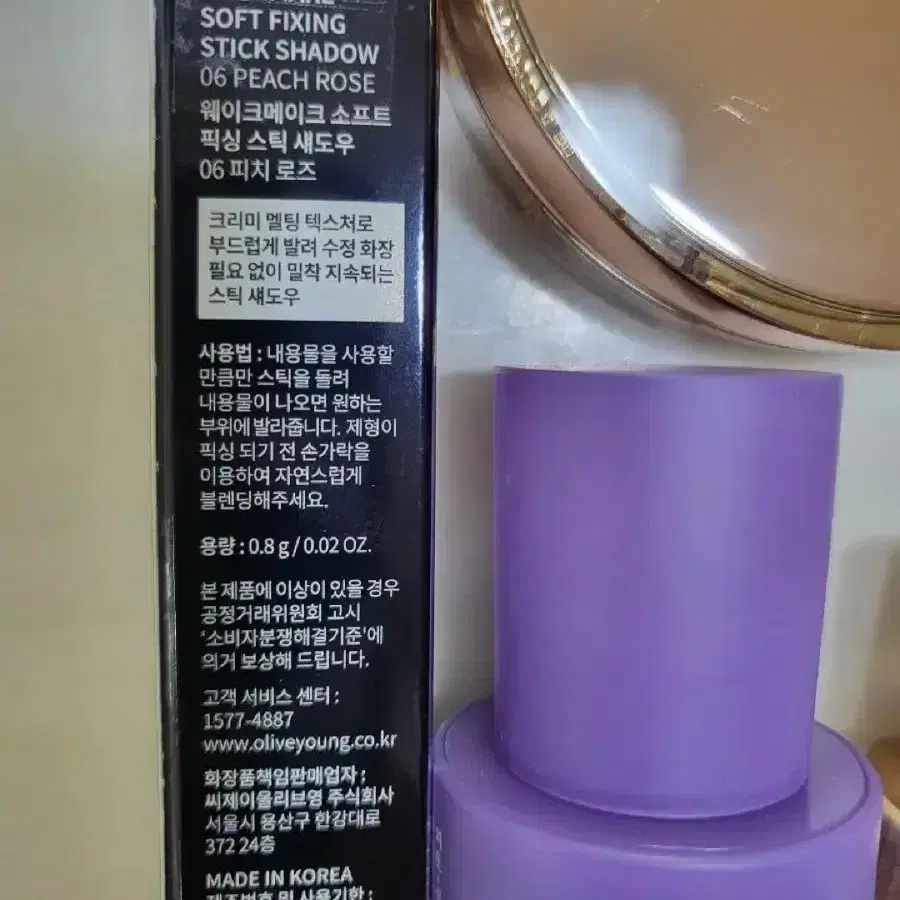 SOFT FIXING
STICK SHADOW
06 PEACH ROSE
웨이크메이크 소프트
픽싱 스틱 섀도우
06 피치 로즈
크리미 멜팅 텍스처로
부드럽게 발려 수정 화장
필요 없이 밀착 지속되는
스틱 섀도우
사용법 : 내용물을 사용할
만큼만 스틱을 돌려
내용물이 나오면 원하는
부위에 발라줍니다. 제형이
픽싱 되기 전 손가락을
이용하여 자연스럽게
블렌딩해주세요.
용량 : 0.8 g / 0.02 OZ.
본 제품에 이상이 있을 경우
공정거래위원회 고시
'소비자분쟁해결기준'에
의거 보상해 드립니다.
고객 서비스 센터 :
1577-4887
www.oliveyoung.co.kr
화장품책임판매업자 :
씨제이올리브영 주식회사
서울시 용산구 한강대로
372 24층
MADE IN KOREA
제조번호 및 사용기한 :